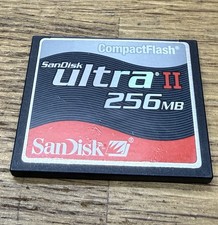 CompactFlash®
SanDisk
ultra® II
256MB
SanDisk